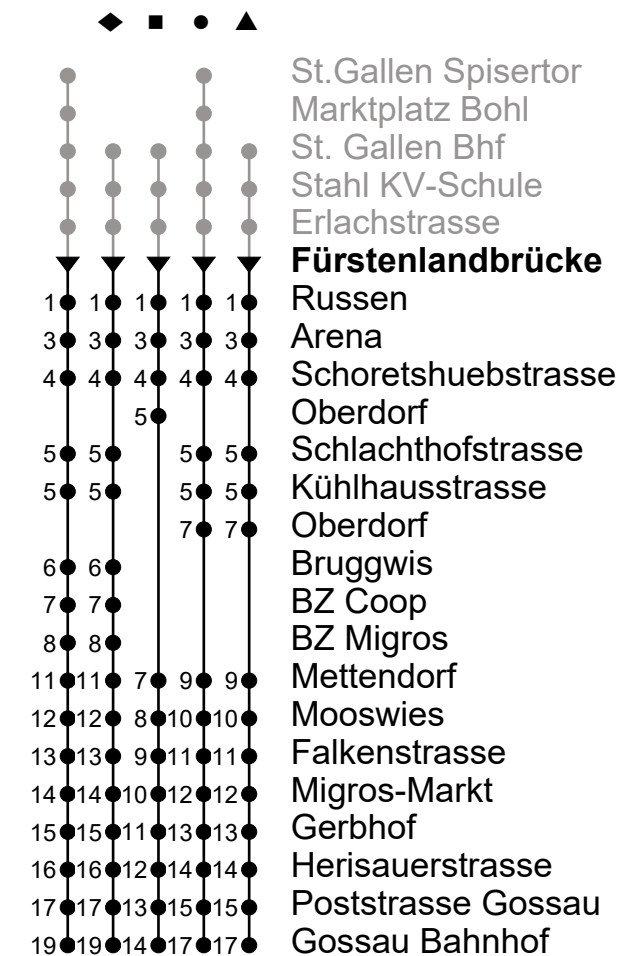 St.Gallen Spisertor
Marktplatz Bohl
St. Gallen Bhf
Stahl KV-Schule
Erlachstrasse
Fürstenlandbrücke
1 1 1 1 1 Russen
3 3 3 3 3 Arena
4 4 4 4 4 Schoretshuebstrasse
5 Oberdorf
5 5 5 5 Schlachthofstrasse
5 5 5 5 Kühlhausstrasse
7 7 Oberdorf
6 6 Bruggwis
7 7 BZ Coop
8 8 BZ Migros
11 11 7 9 9 Mettendorf
12 12 8 10 10 Mooswies
13 13 9 11 11 Falkenstrasse
14 14 10 12 12 Migros-Markt
15 15 11 13 13 Gerbhof
16 16 12 14 14 Herisauerstrasse
17 17 13 15 15 Poststrasse Gossau
19 19 14 17 17 Gossau Bahnhof